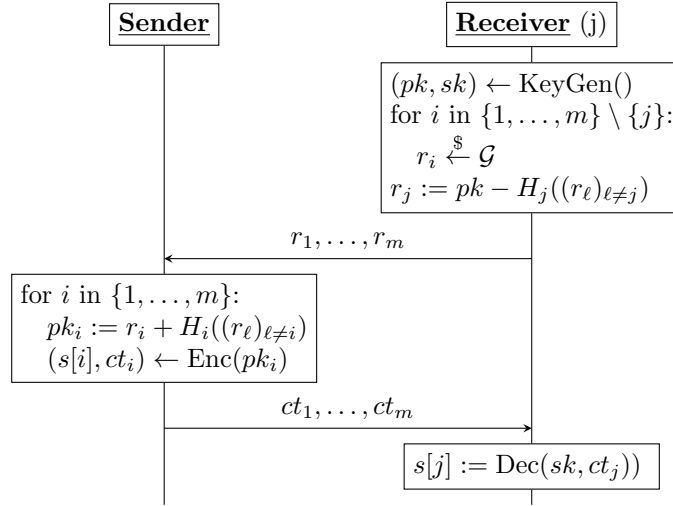 Sender
Receiver (j)
(pk, sk) ← KeyGen()
for i in {1, . . . , m} \ {j}:
r_i ←$ 𝒢
r_j := pk − H_j((r_ℓ)_{ℓ≠j})
r_1, . . . , r_m
for i in {1, . . . , m}:
pk_i := r_i + H_i((r_ℓ)_{ℓ≠i})
(s[i], ct_i) ← Enc(pk_i)
ct_1, . . . , ct_m
s[j] := Dec(sk, ct_j))